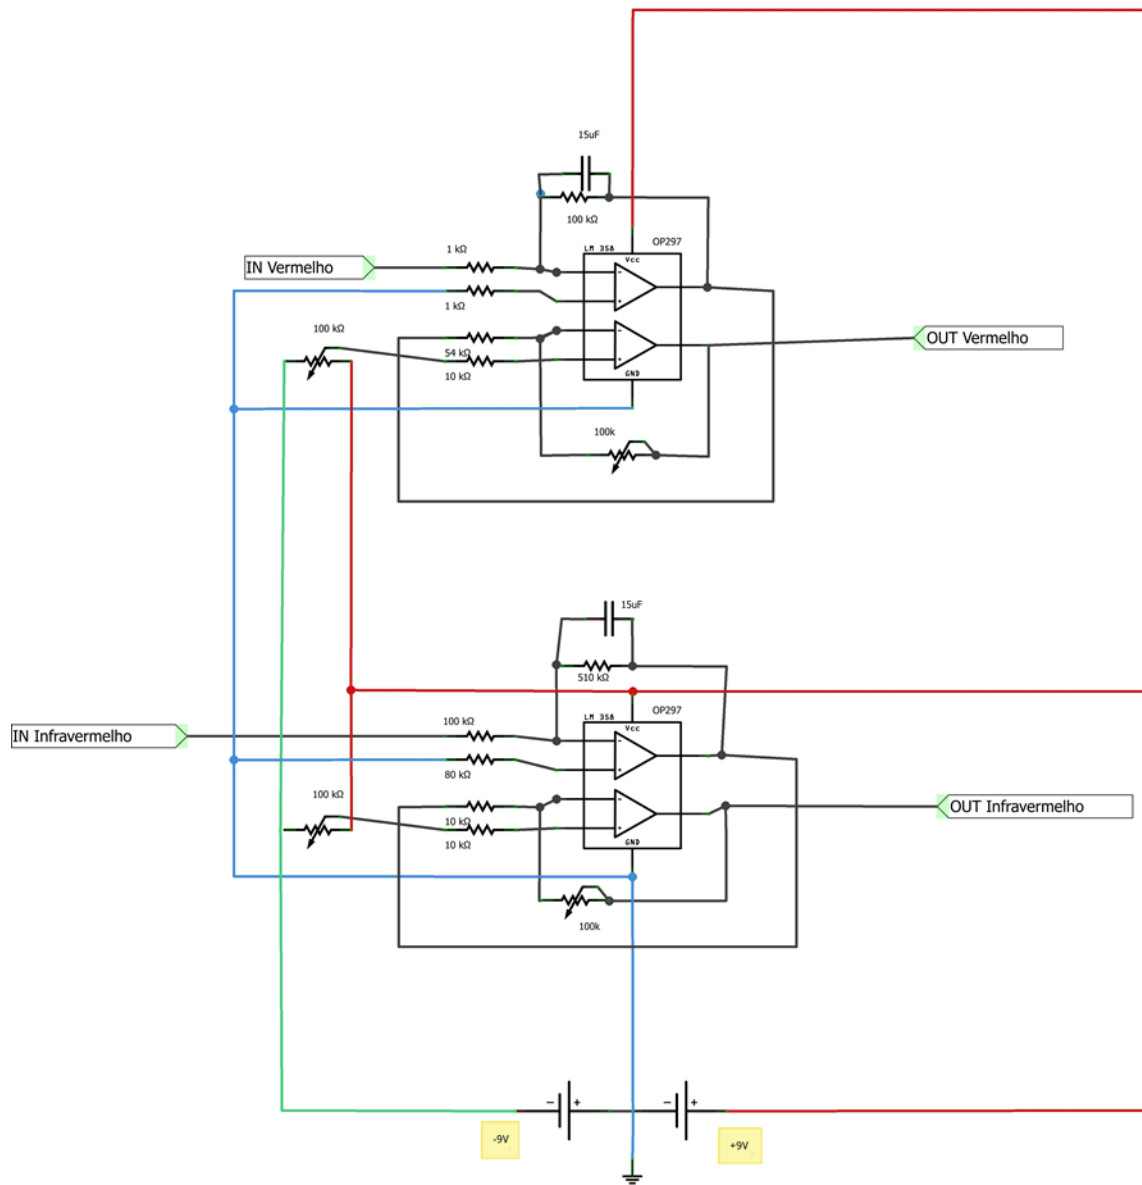 15uF
100 kΩ
LM 358
OP297
Vcc
1 kΩ
IN Vermelho
-
+
1 kΩ
100 kΩ
-
+
54 kΩ
10 kΩ
OUT Vermelho
GND
100k
15uF
510 kΩ
LM 358
OP297
Vcc
100 kΩ
IN Infravermelho
-
+
80 kΩ
100 kΩ
-
+
10 kΩ
10 kΩ
OUT Infravermelho
GND
100k
- +
- +
-9V
+9V